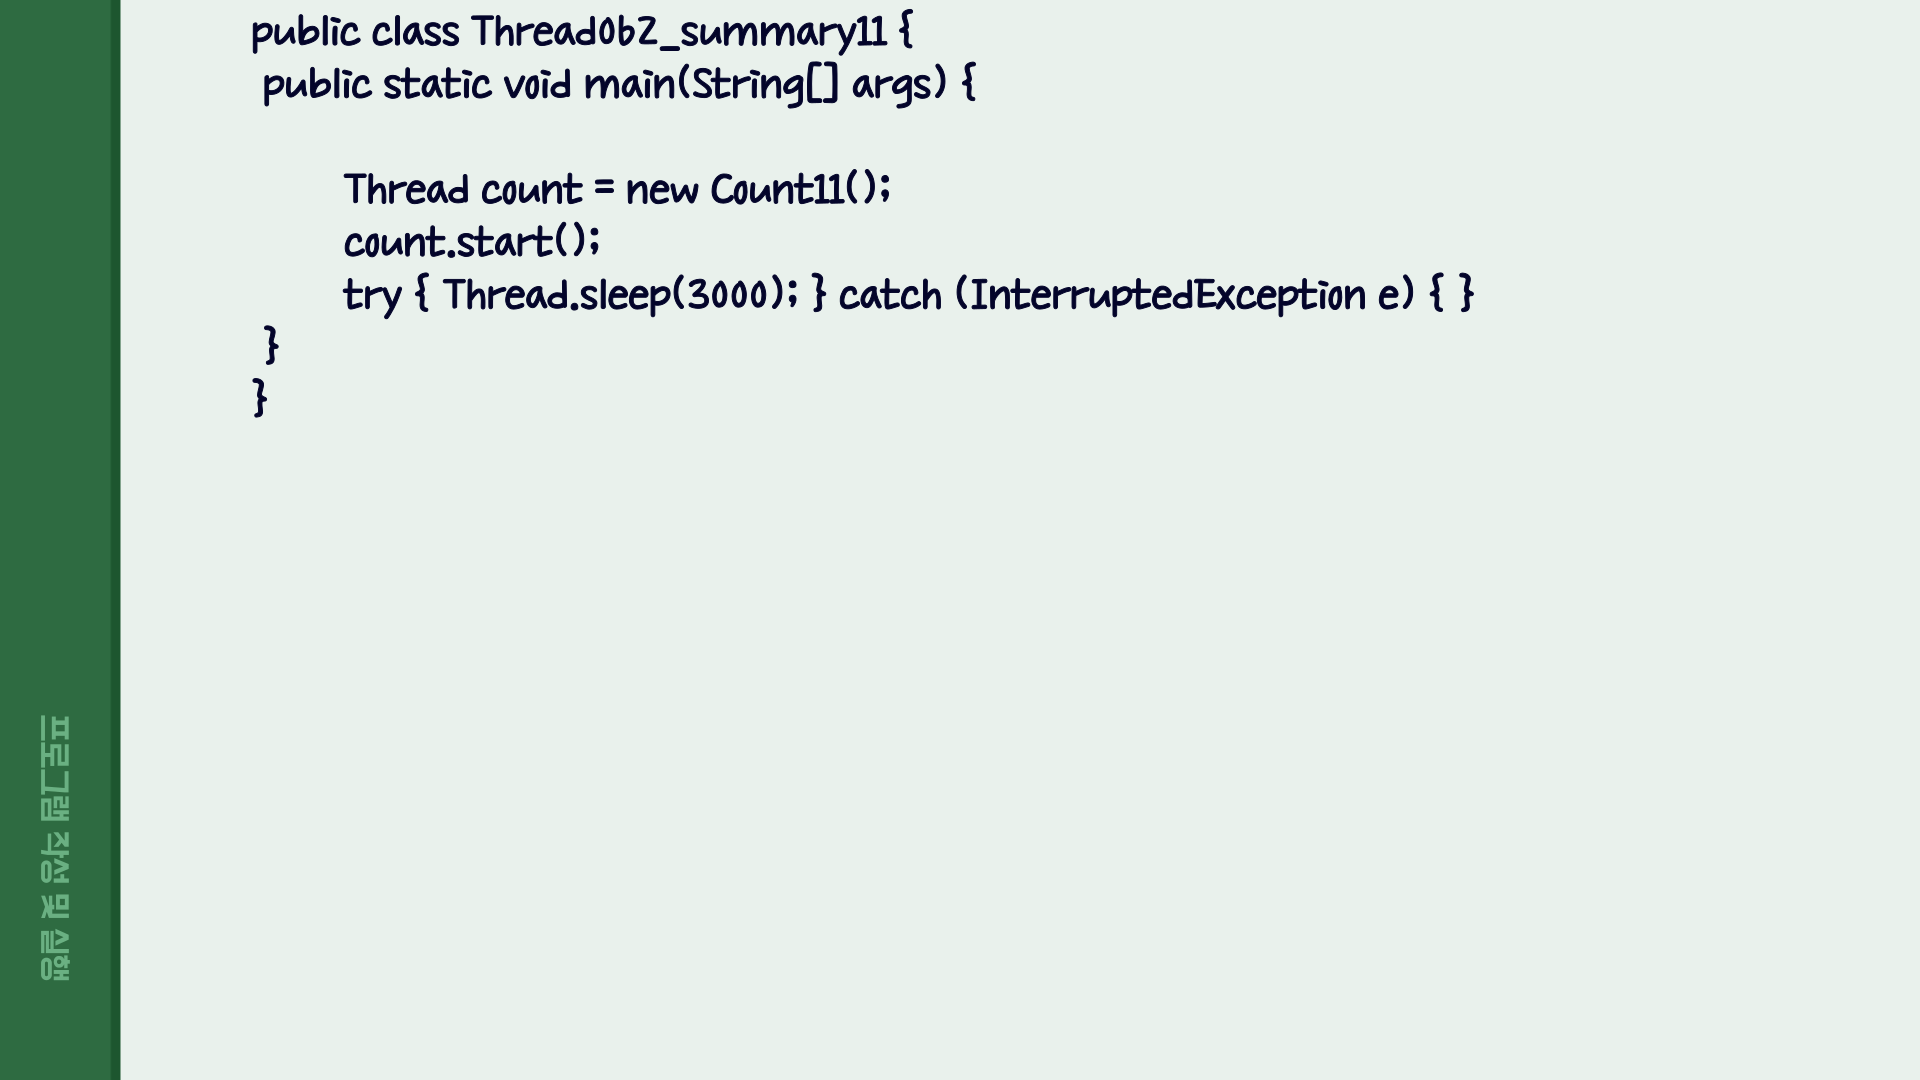 public class Thread062_summary11 {
public static void main(String[] args) {
Thread count = new Count11();
count.start();
try { Thread.sleep(3000); } catch (InterruptedException e) { }
}
}
프로그램 작성 및 실행